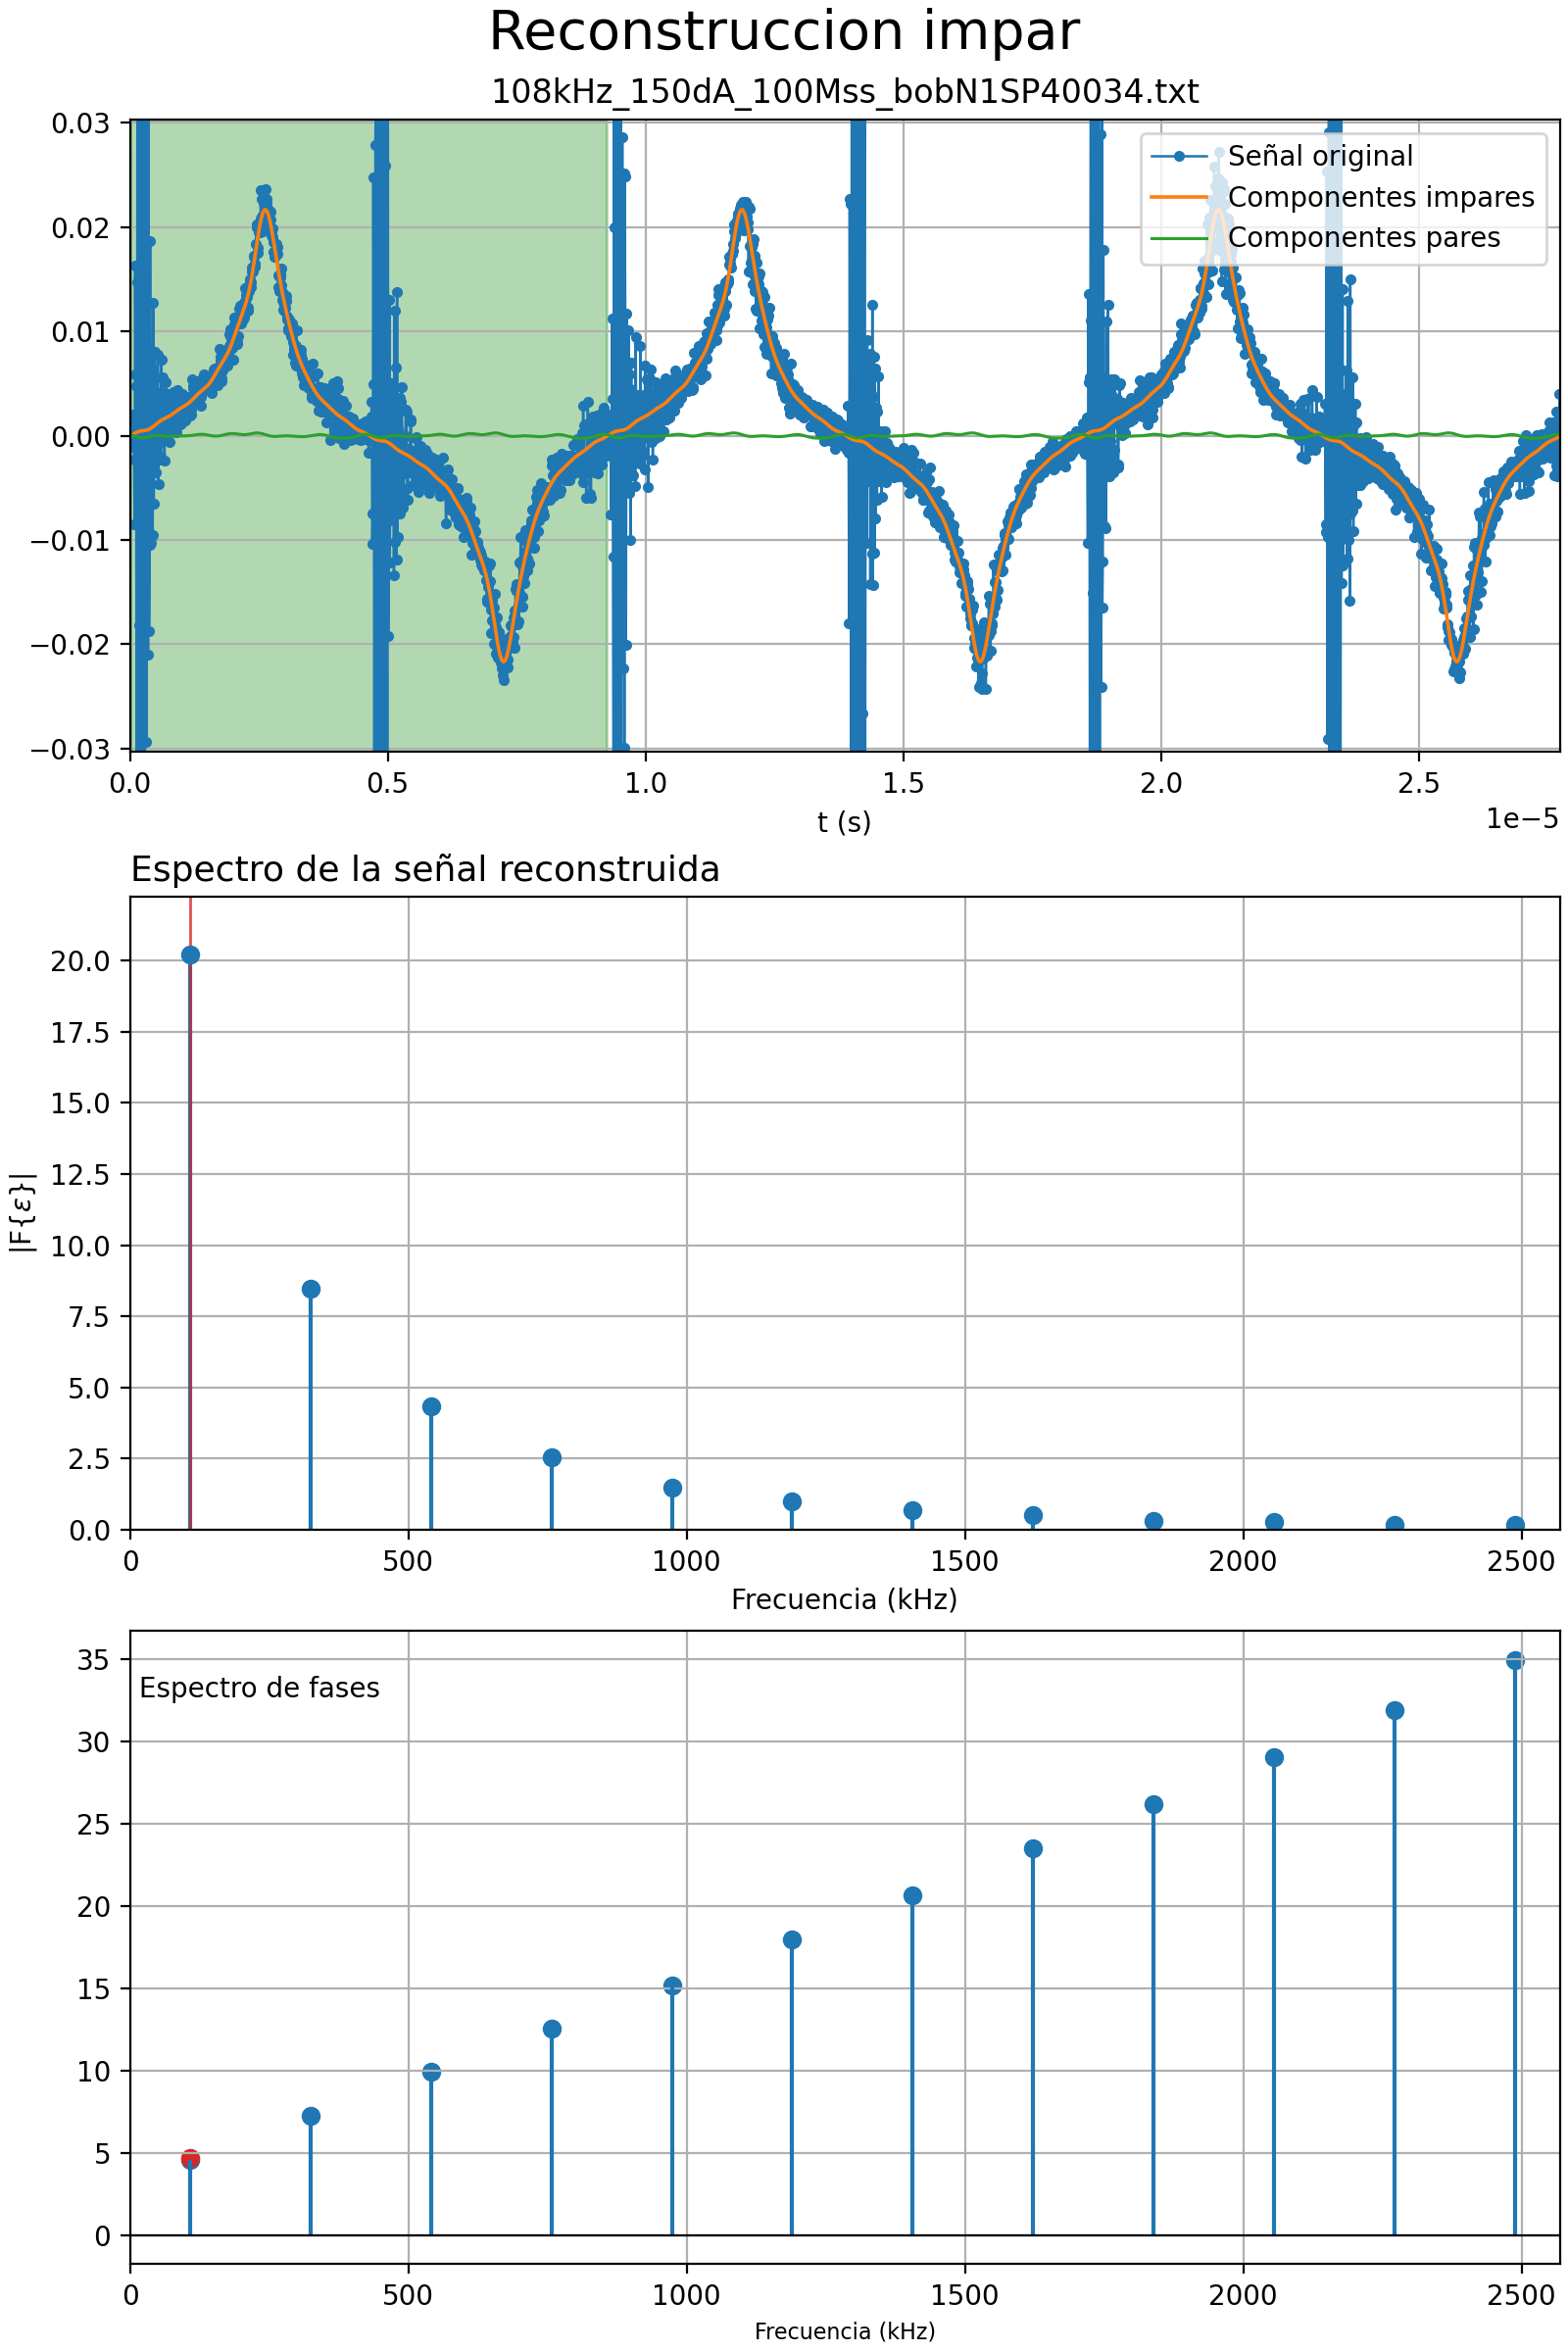 Reconstruccion impar
108kHz_150dA_100Mss_bobN1SP40034.txt
0.03
0.02
0.01
0.00
−0.01
−0.02
−0.03
Señal original
Componentes impares
Componentes pares
0.0 0.5 1.0 1.5 2.0 2.5
1e−5
t (s)
Espectro de la señal reconstruida
20.0
17.5
15.0
12.5
10.0
7.5
5.0
2.5
0.0
|F{ε}|
0 500 1000 1500 2000 2500
Frecuencia (kHz)
35
30
25
20
15
10
5
0
Espectro de fases
0 500 1000 1500 2000 2500
Frecuencia (kHz)